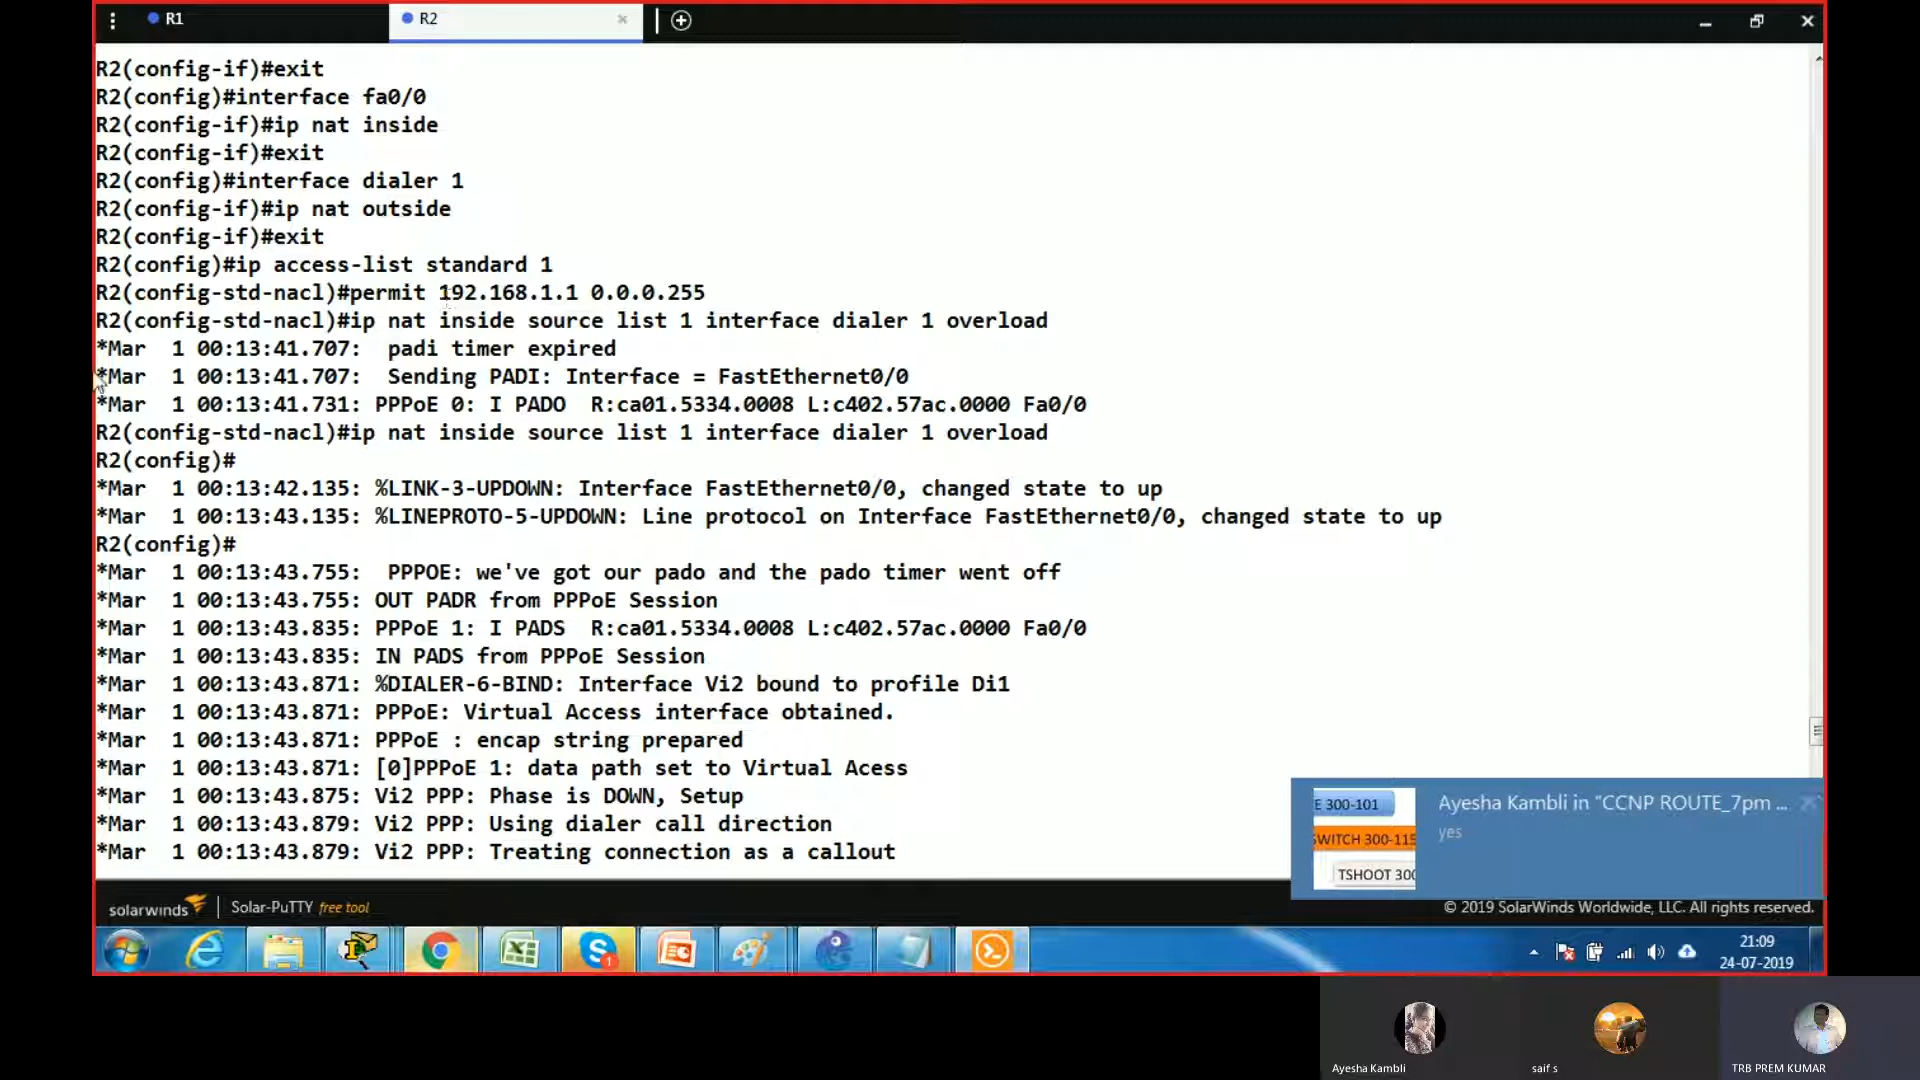 R1
R2
R2(config-if)#exit
R2(config)#interface fa0/0
R2(config-if)#ip nat inside
R2(config-if)#exit
R2(config)#interface dialer 1
R2(config-if)#ip nat outside
R2(config-if)#exit
R2(config)#ip access-list standard 1
R2(config-std-nacl)#permit 192.168.1.1 0.0.0.255
R2(config-std-nacl)#ip nat inside source list 1 interface dialer 1 overload
*Mar  1 00:13:41.707:  padi timer expired
*Mar  1 00:13:41.707:  Sending PADI: Interface = FastEthernet0/0
*Mar  1 00:13:41.731: PPPoE 0: I PADO  R:ca01.5334.0008 L:c402.57ac.0000 Fa0/0
R2(config-std-nacl)#ip nat inside source list 1 interface dialer 1 overload
R2(config)#
*Mar  1 00:13:42.135: %LINK-3-UPDOWN: Interface FastEthernet0/0, changed state to up
*Mar  1 00:13:43.135: %LINEPROTO-5-UPDOWN: Line protocol on Interface FastEthernet0/0, changed state to up
R2(config)#
*Mar  1 00:13:43.755:  PPPOE: we've got our pado and the pado timer went off
*Mar  1 00:13:43.755: OUT PADR from PPPoE Session
*Mar  1 00:13:43.835: PPPoE 1: I PADS  R:ca01.5334.0008 L:c402.57ac.0000 Fa0/0
*Mar  1 00:13:43.835: IN PADS from PPPoE Session
*Mar  1 00:13:43.871: %DIALER-6-BIND: Interface Vi2 bound to profile Di1
*Mar  1 00:13:43.871: PPPoE: Virtual Access interface obtained.
*Mar  1 00:13:43.871: PPPoE : encap string prepared
*Mar  1 00:13:43.871: [0]PPPoE 1: data path set to Virtual Acess
*Mar  1 00:13:43.875: Vi2 PPP: Phase is DOWN, Setup
*Mar  1 00:13:43.879: Vi2 PPP: Using dialer call direction
*Mar  1 00:13:43.879: Vi2 PPP: Treating connection as a callout
E 300-101
SWITCH 300-115
TSHOOT 300
Ayesha Kambli in "CCNP ROUTE_7pm ...
yes
solarwinds
Solar-PuTTY free tool
© 2019 SolarWinds Worldwide, LLC. All rights reserved.
1
21:09
24-07-2019
Ayesha Kambli
saif s
TRB PREM KUMAR